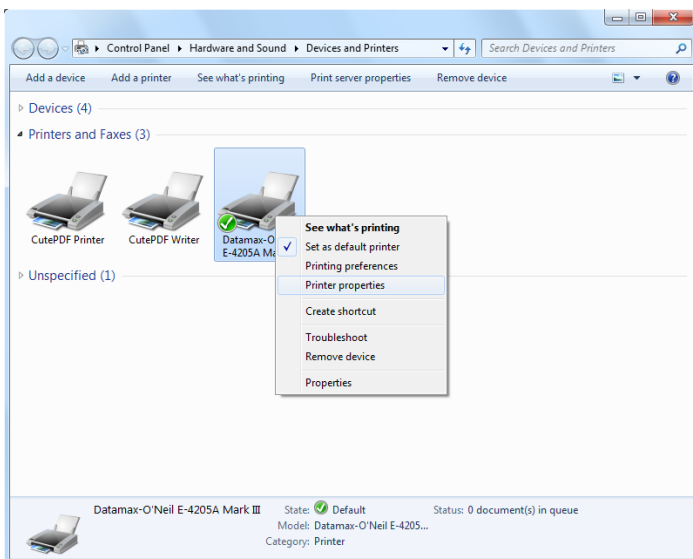 Control Panel ▸ Hardware and Sound ▸ Devices and Printers
Search Devices and Printers
Add a device Add a printer See what's printing Print server properties Remove device
Devices (4)
Printers and Faxes (3)
CutePDF Printer
CutePDF Writer
Datamax-O
E-4205A Ma
See what's printing
Set as default printer
Printing preferences
Printer properties
Create shortcut
Troubleshoot
Remove device
Properties
Unspecified (1)
Datamax-O'Neil E-4205A Mark III State: Default Status: 0 document(s) in queue
Model: Datamax-O'Neil E-4205...
Category: Printer